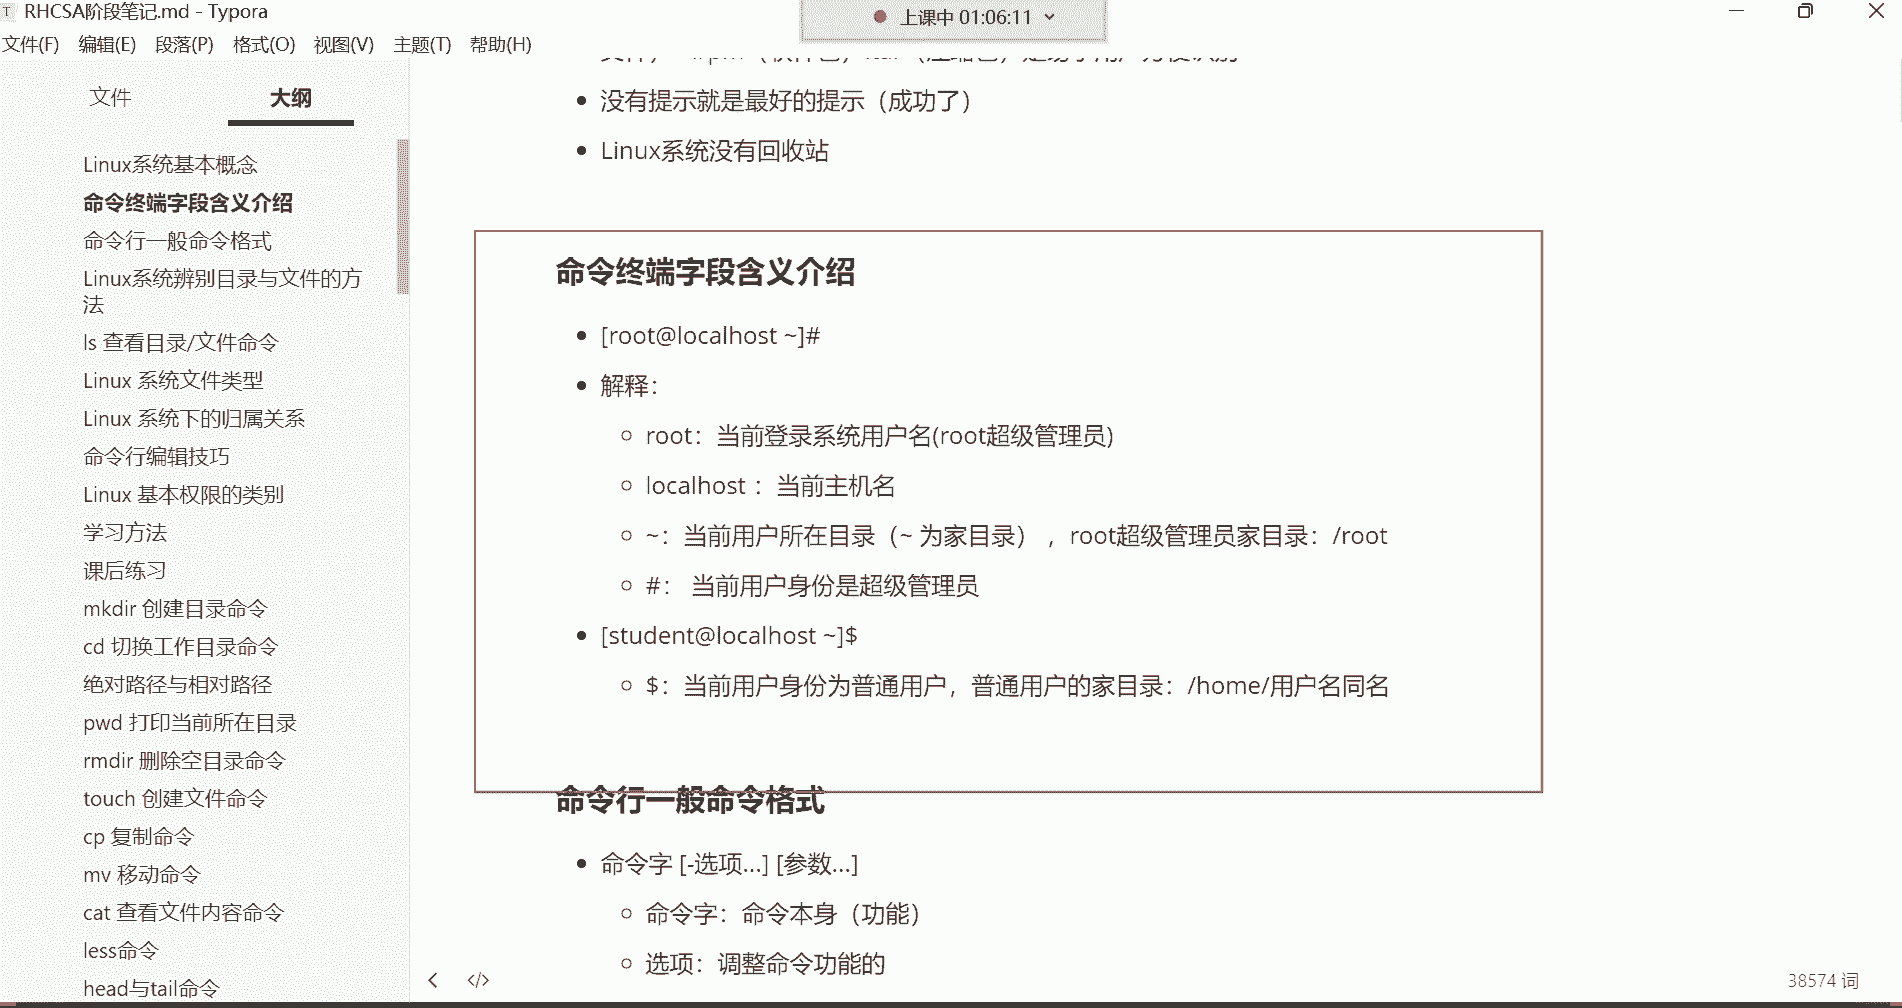 RHCSA阶段笔记.md - Typora
上课中 01:06:11
文件(F) 编辑(E) 段落(P) 格式(O) 视图(V) 主题(T) 帮助(H)
文件 大纲
Linux系统基本概念
命令终端字段含义介绍
命令行一般命令格式
Linux系统辨别目录与文件的方
法
ls 查看目录/文件命令
Linux 系统文件类型
Linux 系统下的归属关系
命令行编辑技巧
Linux 基本权限的类别
学习方法
课后练习
mkdir 创建目录命令
cd 切换工作目录命令
绝对路径与相对路径
pwd 打印当前所在目录
rmdir 删除空目录命令
touch 创建文件命令
cp 复制命令
mv 移动命令
cat 查看文件内容命令
less命令
head与tail命令
没有提示就是最好的提示（成功了）
Linux系统没有回收站
命令终端字段含义介绍
[root@localhost ~]#
解释：
root：当前登录系统用户名(root超级管理员)
localhost ：当前主机名
~：当前用户所在目录（~ 为家目录） ，root超级管理员家目录：/root
#： 当前用户身份是超级管理员
[student@localhost ~]$
$：当前用户身份为普通用户，普通用户的家目录：/home/用户名同名
命令行一般命令格式
命令字 [-选项...] [参数...]
命令字：命令本身（功能）
选项：调整命令功能的
38574 词